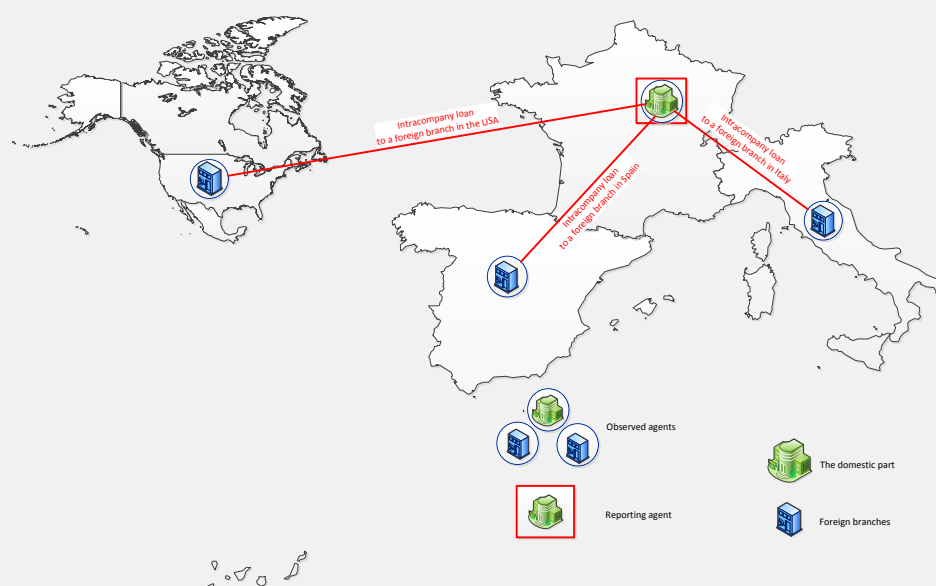 Intracompany loan
to a foreign branch in the USA
Intracompany loan
to a foreign branch in Italy
Intracompany loan
to a foreign branch in Spain
Observed agents
The domestic part
Reporting agent
Foreign branches